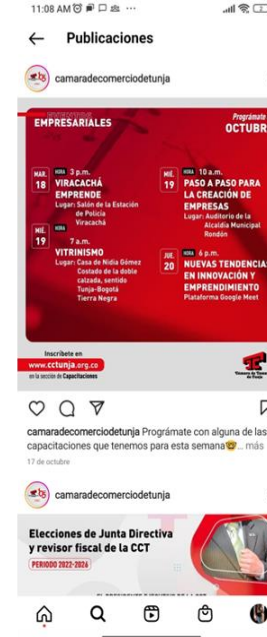 11:08 AM
Publicaciones
camaradecomerciodetunja
EVENTOS
EMPRESARIALES
Prográmate
OCTUBR
MAR.
18
HORA 3 p.m.
VIRACACHÁ
EMPRENDE
Lugar: Salón de la Estación
de Policía
Viracachá
MIÉ.
19
HORA
7 a.m.
VITRINISMO
Lugar: Casa de Nidia Gómez
Costado de la doble
calzada, sentido
Tunja-Bogotá
Tierra Negra
MIÉ.
19
HORA 10 a.m.
PASO A PASO PARA
LA CREACIÓN DE
EMPRESAS
Lugar: Auditorio de la
Alcaldía Municipal
Rondón
JUE.
20
HORA 6 p.m.
NUEVAS TENDENCIAS
EN INNOVACIÓN Y
EMPRENDIMIENTO
Plataforma Google Meet
Inscríbete en
www.cctunja.org.co
en la sección de Capacitaciones
camaradecomerciodetunja Prográmate con alguna de las
capacitaciones que tenemos para esta semana🤓... más
17 de octubre
camaradecomerciodetunja
Elecciones de Junta Directiva
y revisor fiscal de la CCT
PERIODO 2022-2026